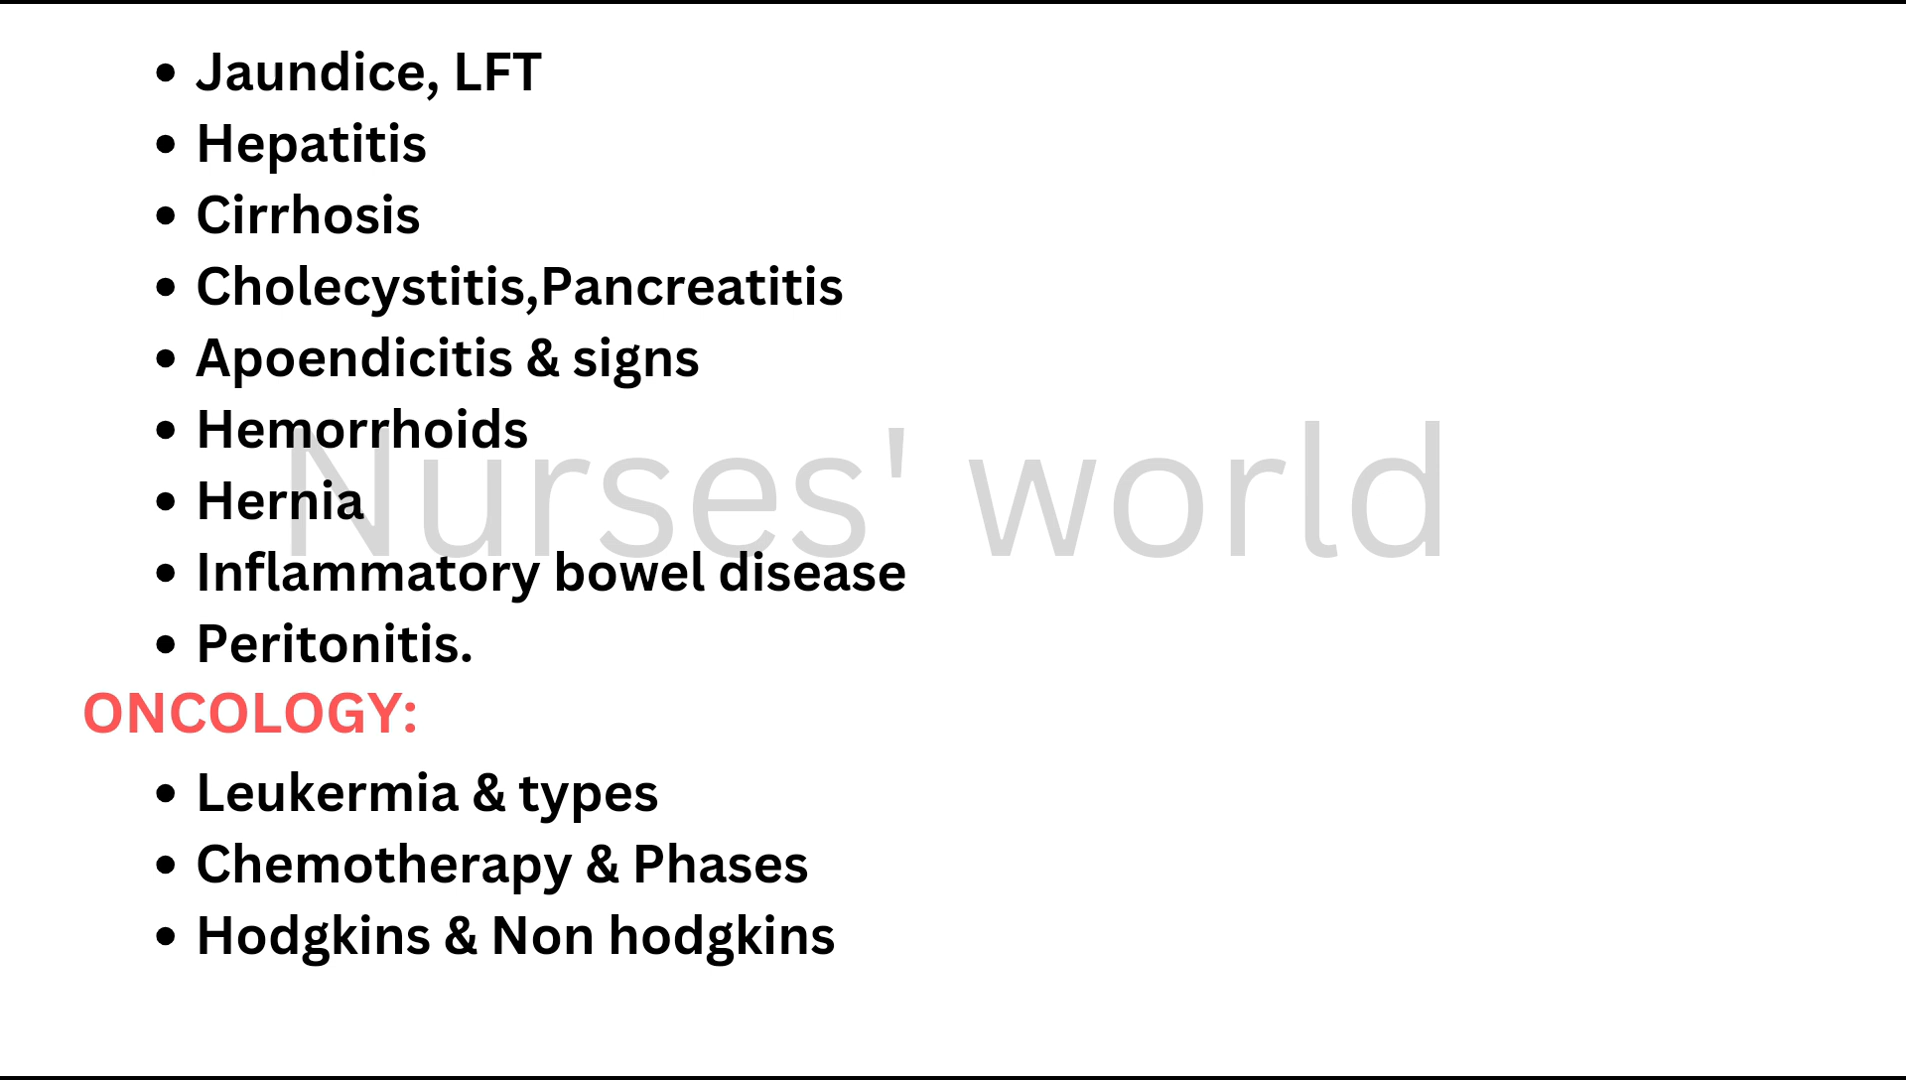 Jaundice, LFT
Hepatitis
Cirrhosis
Cholecystitis,Pancreatitis
Apoendicitis & signs
Hemorrhoids
Nurses' world
Hernia
Inflammatory bowel disease
Peritonitis.
ONCOLOGY:
Leukermia & types
Chemotherapy & Phases
Hodgkins & Non hodgkins